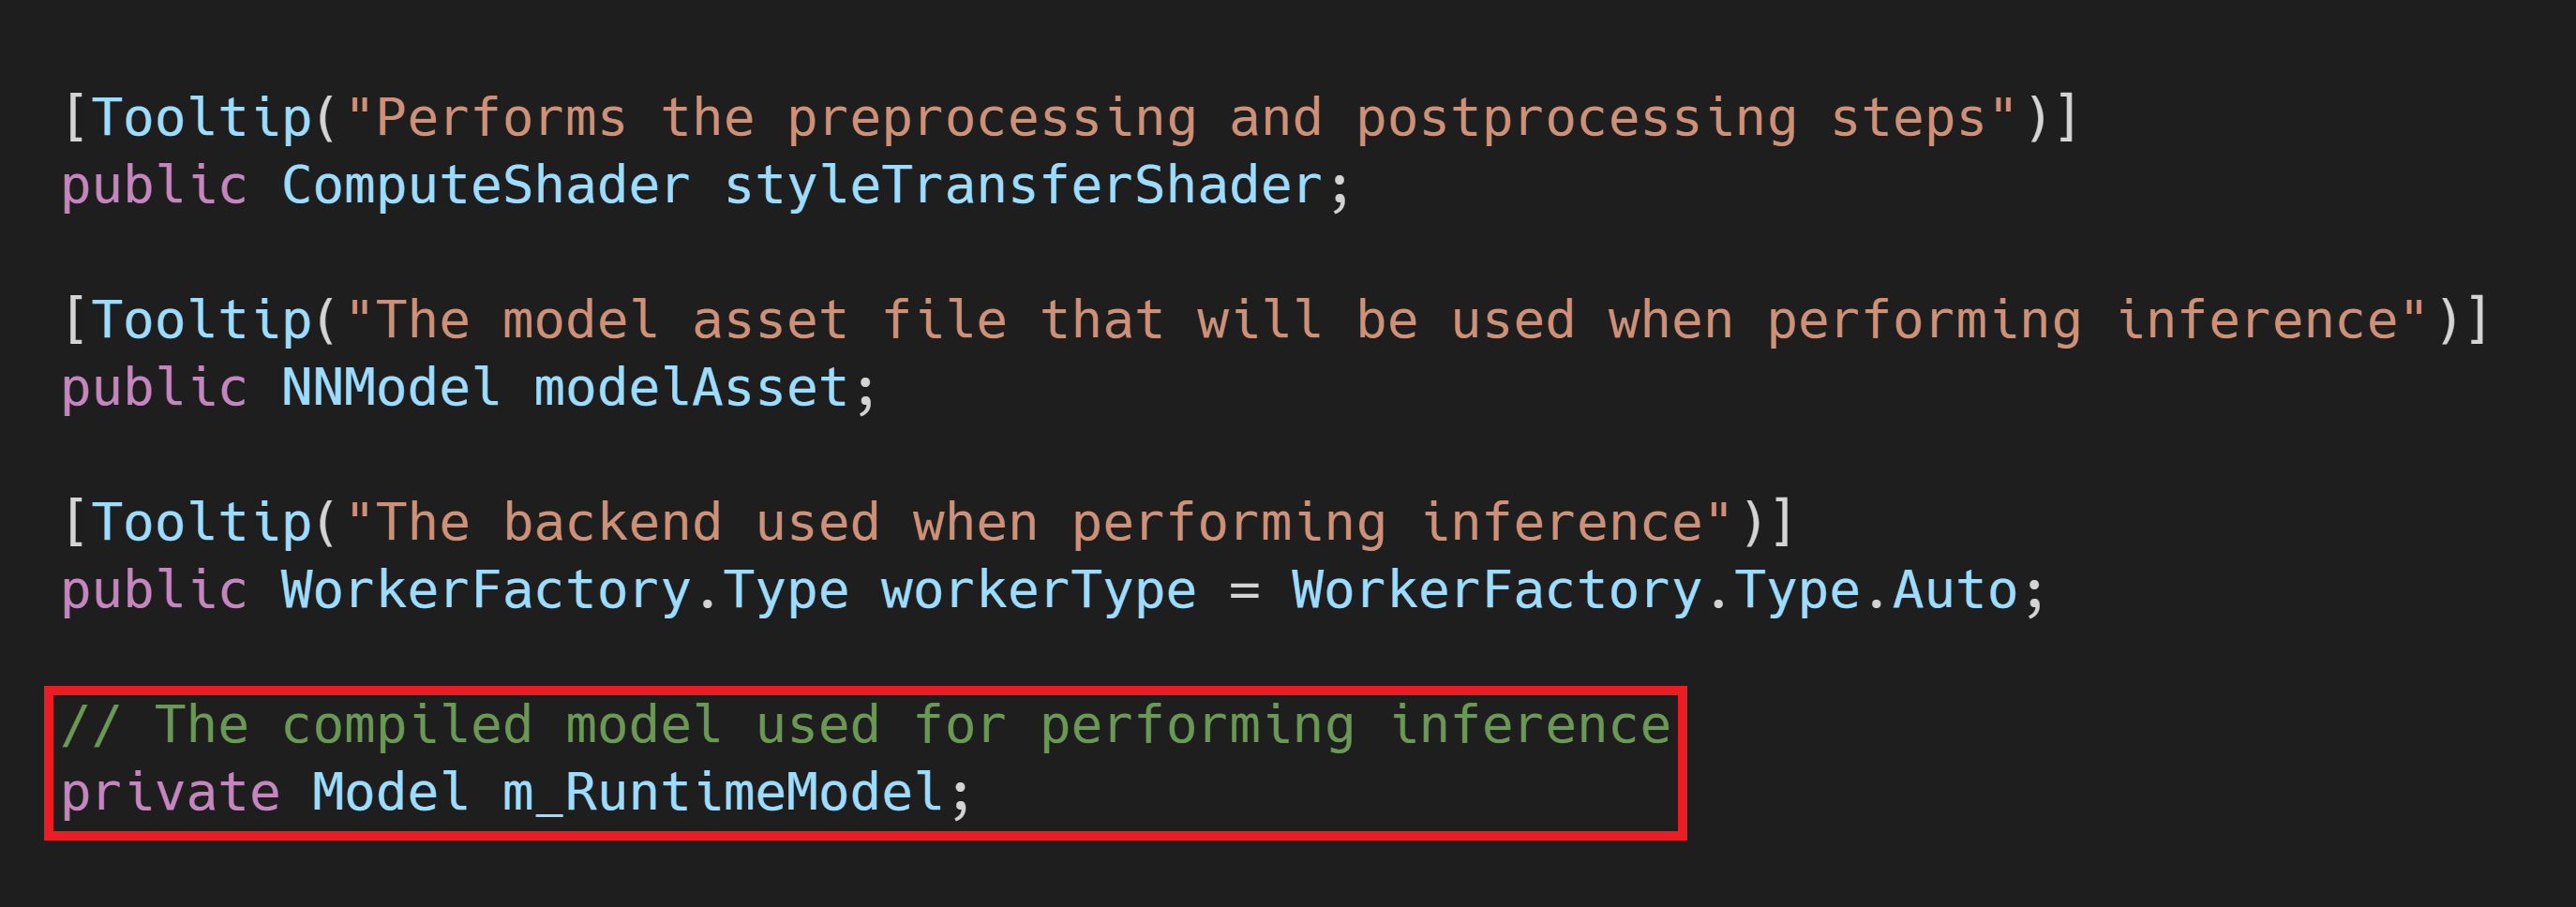 [Tooltip("Performs the preprocessing and postprocessing steps")]
public ComputeShader styleTransferShader;
[Tooltip("The model asset file that will be used when performing inference")]
public NNModel modelAsset;
[Tooltip("The backend used when performing inference")]
public WorkerFactory.Type workerType = WorkerFactory.Type.Auto;
// The compiled model used for performing inference
private Model m_RuntimeModel;